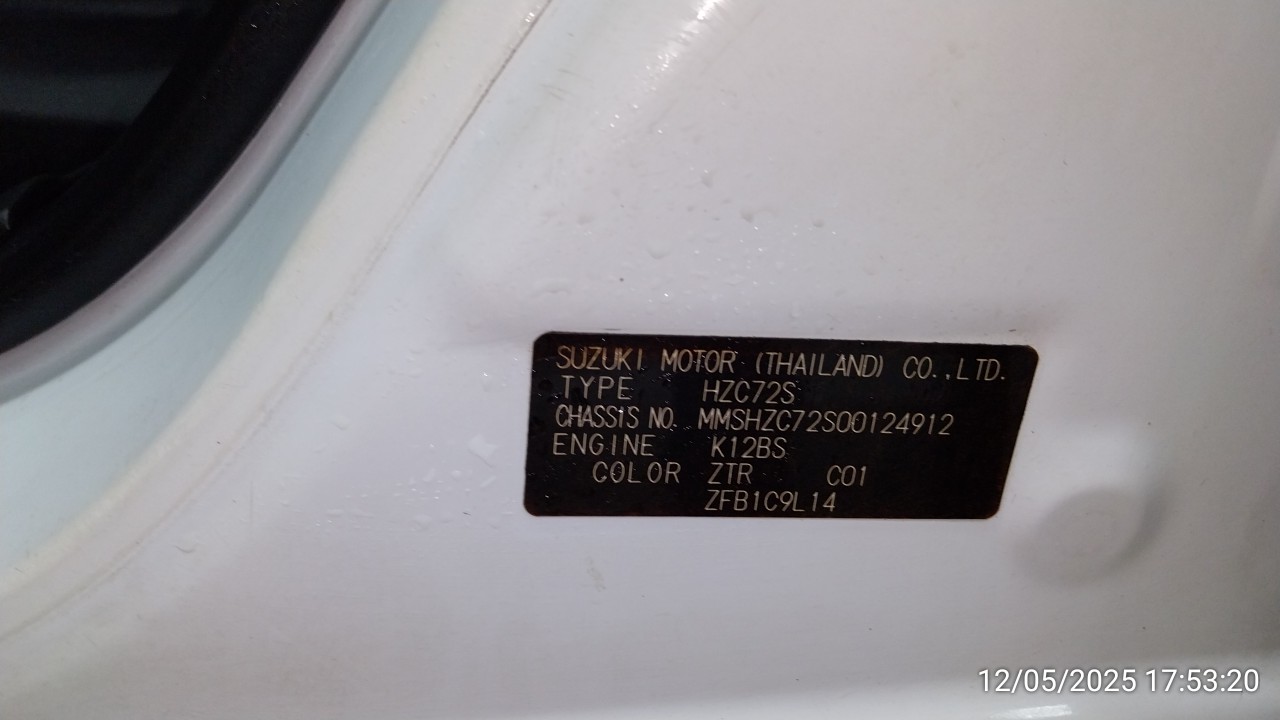 SUZUKI MOTOR (THAILAND) CO.,LTD.
TYPE HZC72S
CHASSIS NO. MMSHZC72S00124912
ENGINE K12BS
COLOR ZTR C01
ZFB1C9L14
12/05/2025 17:53:20